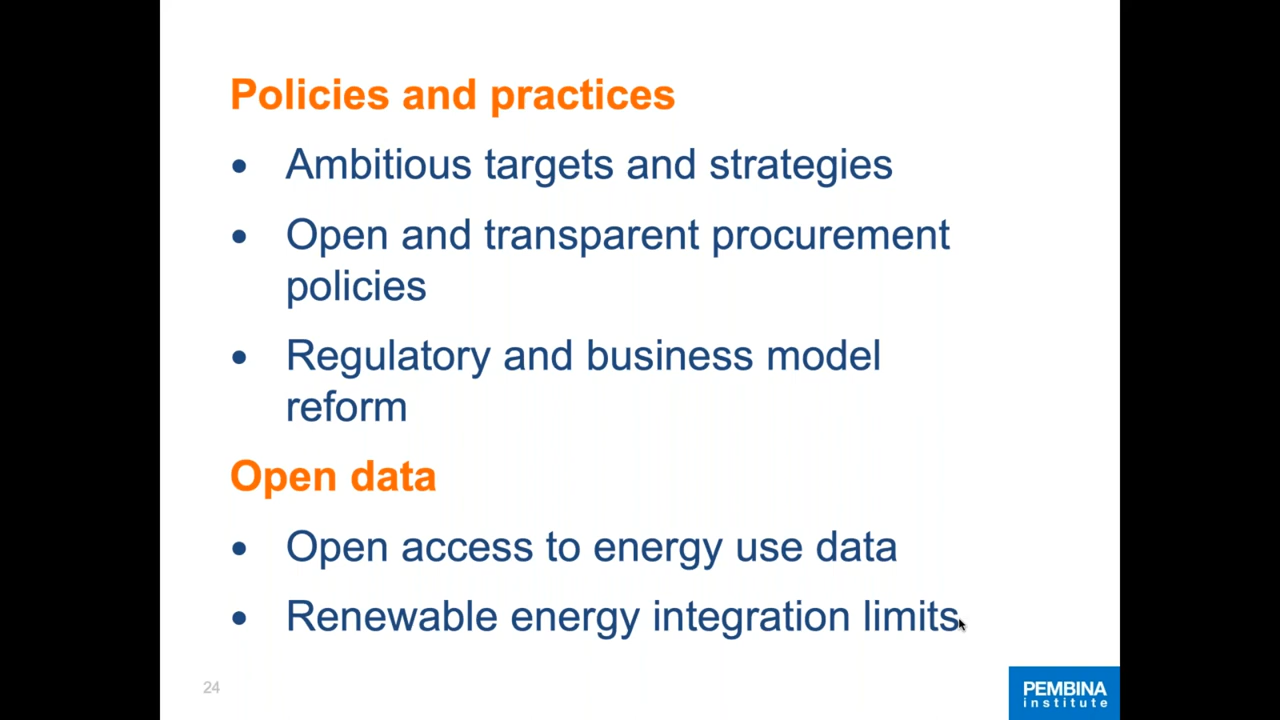 Policies and practices
• Ambitious targets and strategies
• Open and transparent procurement
policies
• Regulatory and business model
reform
Open data
• Open access to energy use data
• Renewable energy integration limits
24
PEMBINA
institute